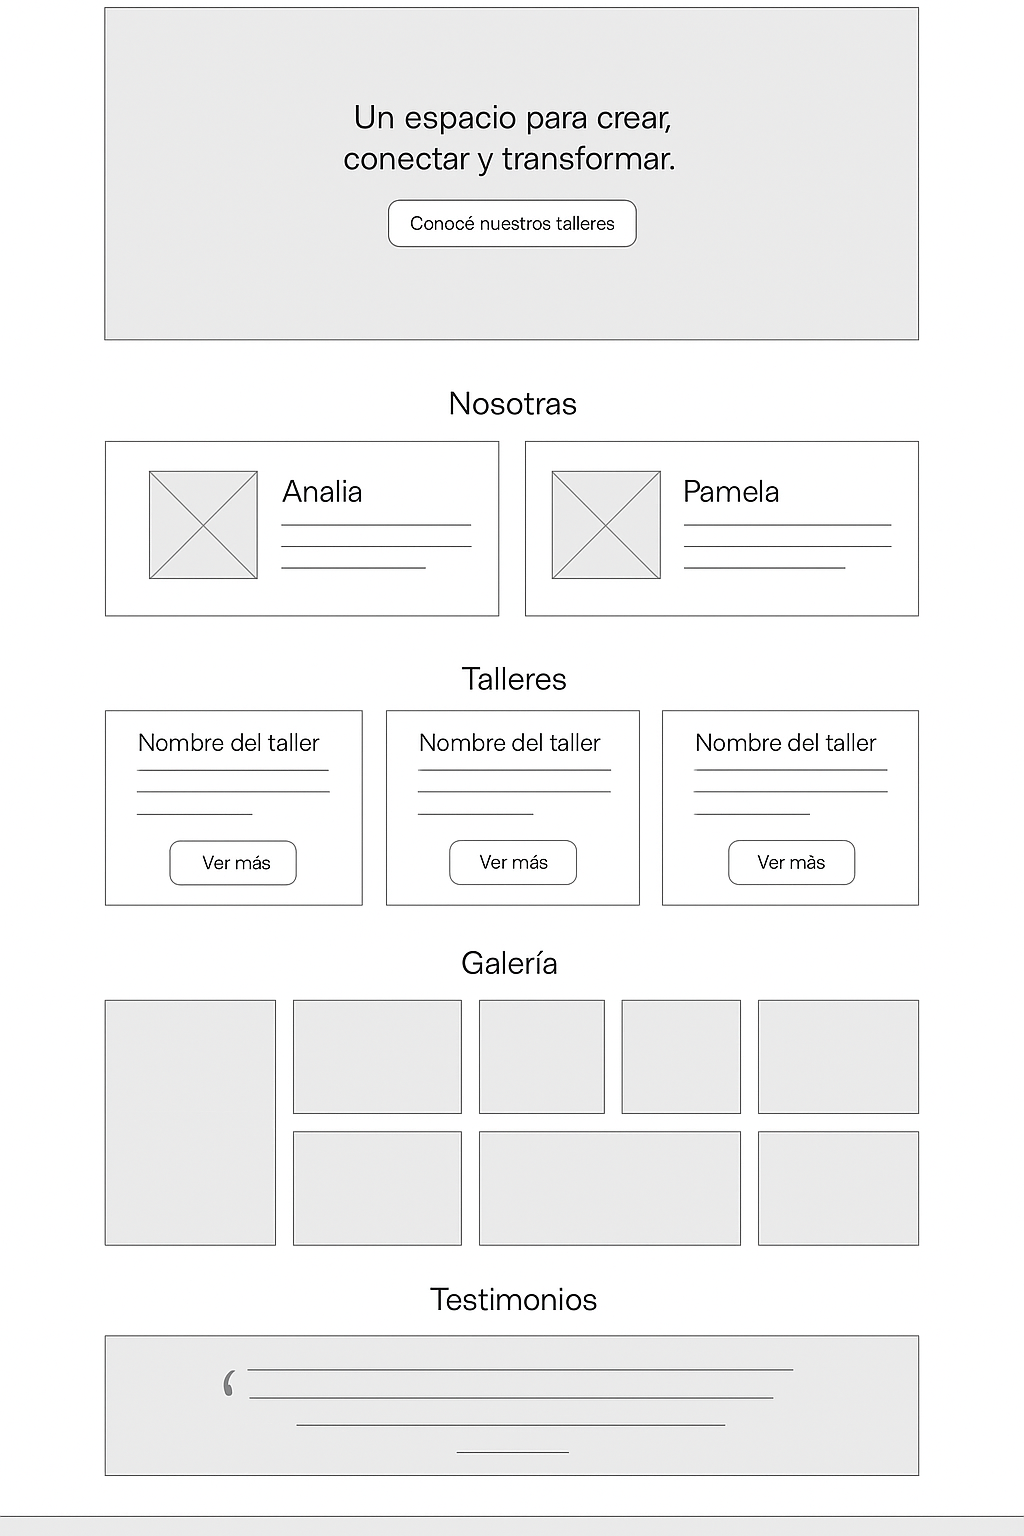 Un espacio para crear,
conectar y transformar.
Conocé nuestros talleres
Nosotras
Analia
Pamela
Talleres
Nombre del taller
Ver más
Nombre del taller
Ver más
Nombre del taller
Ver màs
Galería
Testimonios
‘